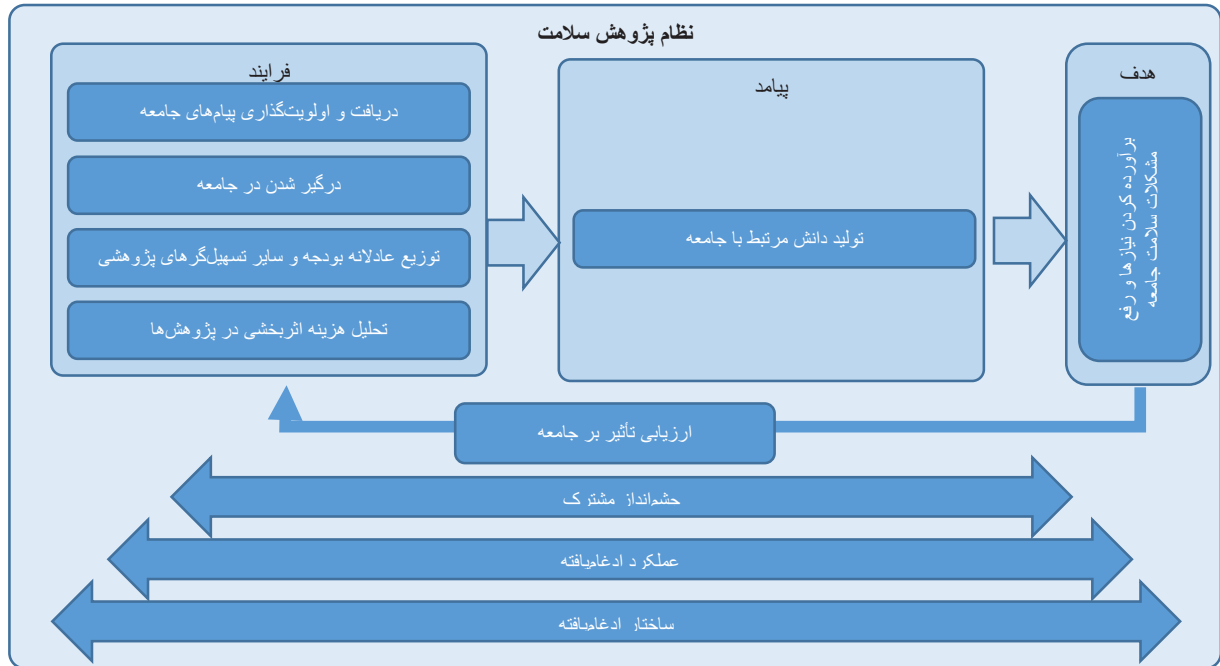 نظام پژوهش سلامت
فرایند
دریافت و اولویت‌گذاری پیام‌های جامعه
درگیر شدن در جامعه
توزیع عادلانه بودجه و سایر تسهیل‌گرهای پژوهشی
تحلیل هزینه اثربخشی در پژوهش‌ها
پیامد
تولید دانش مرتبط با جامعه
هدف
برآورده کردن نیازها و رفع
مشکلات سلامت جامعه
ارزیابی تأثیر بر جامعه
چشم‌انداز مشترک
عملکرد ادغام‌یافته
ساختار ادغام‌یافته